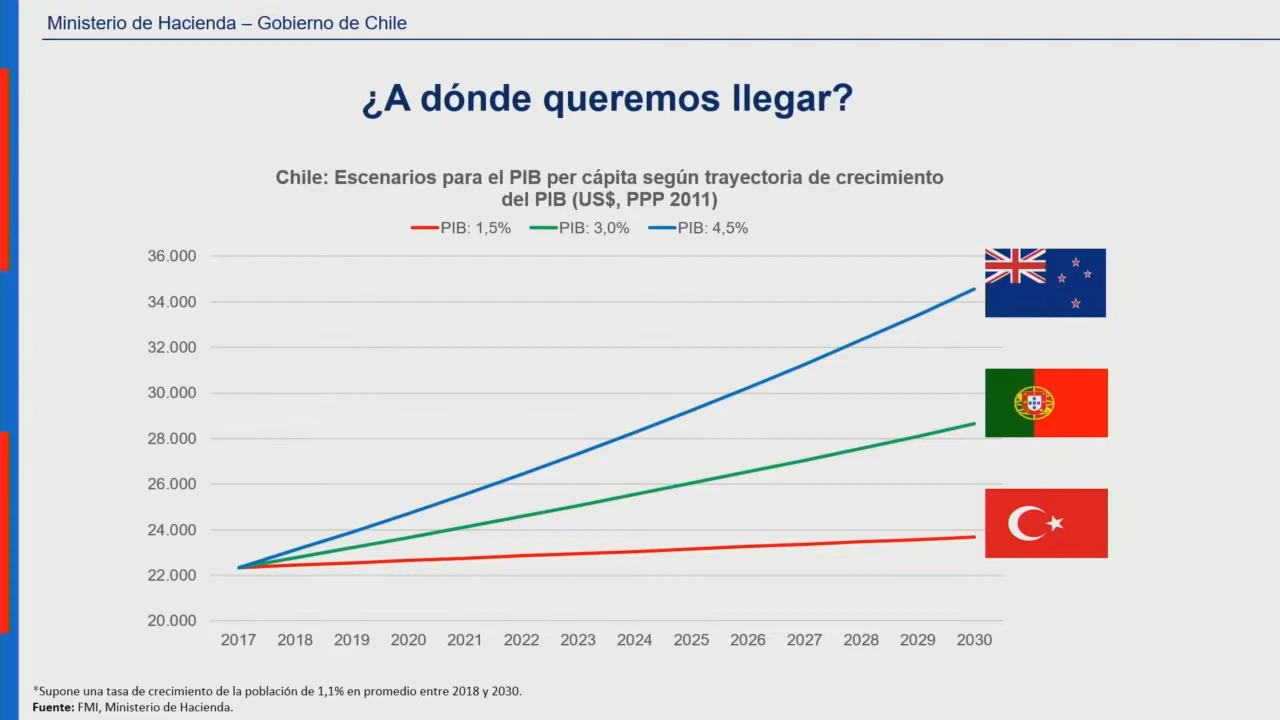 Ministerio de Hacienda – Gobierno de Chile
¿A dónde queremos llegar?
Chile: Escenarios para el PIB per cápita según trayectoria de crecimiento
del PIB (US$, PPP 2011)
PIB: 1,5% PIB: 3,0% PIB: 4,5%
36.000
34.000
32.000
30.000
28.000
26.000
24.000
22.000
20.000
2017 2018 2019 2020 2021 2022 2023 2024 2025 2026 2027 2028 2029 2030
*Supone una tasa de crecimiento de la población de 1,1% en promedio entre 2018 y 2030.
Fuente: FMI, Ministerio de Hacienda.